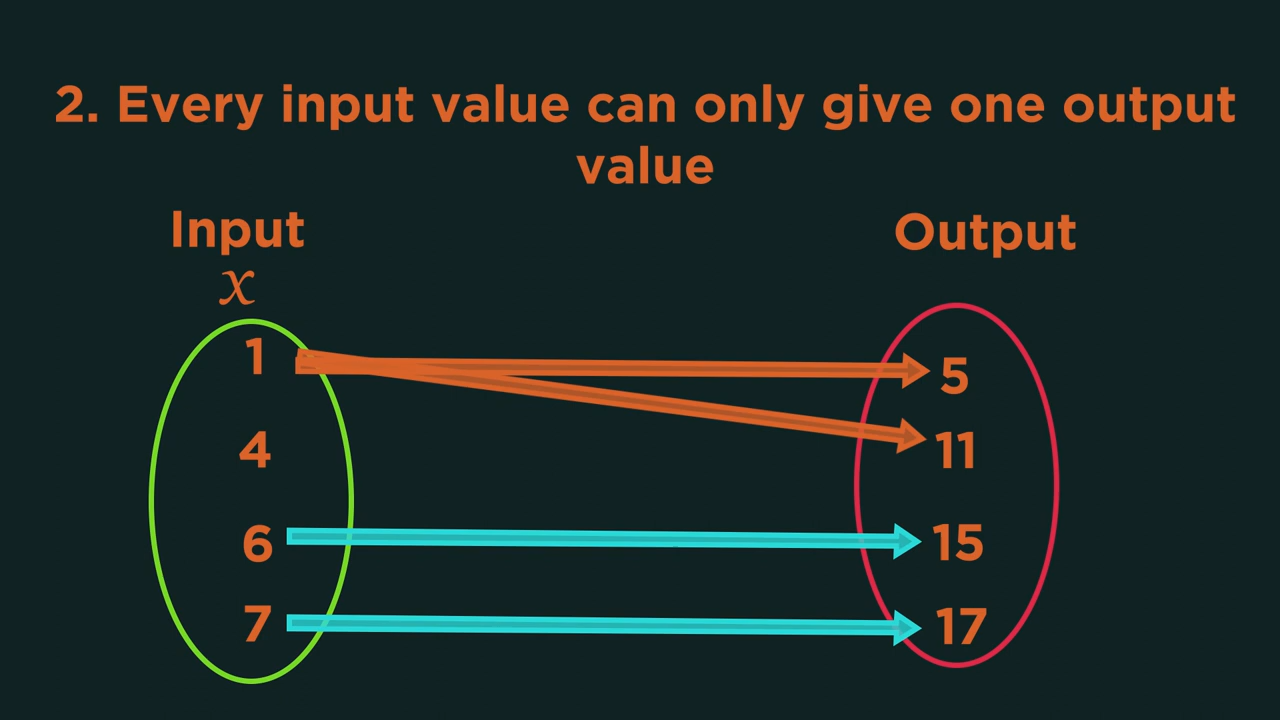 2. Every input value can only give one output
value
Input
Output
x
1
5
4
11
6
15
7
17